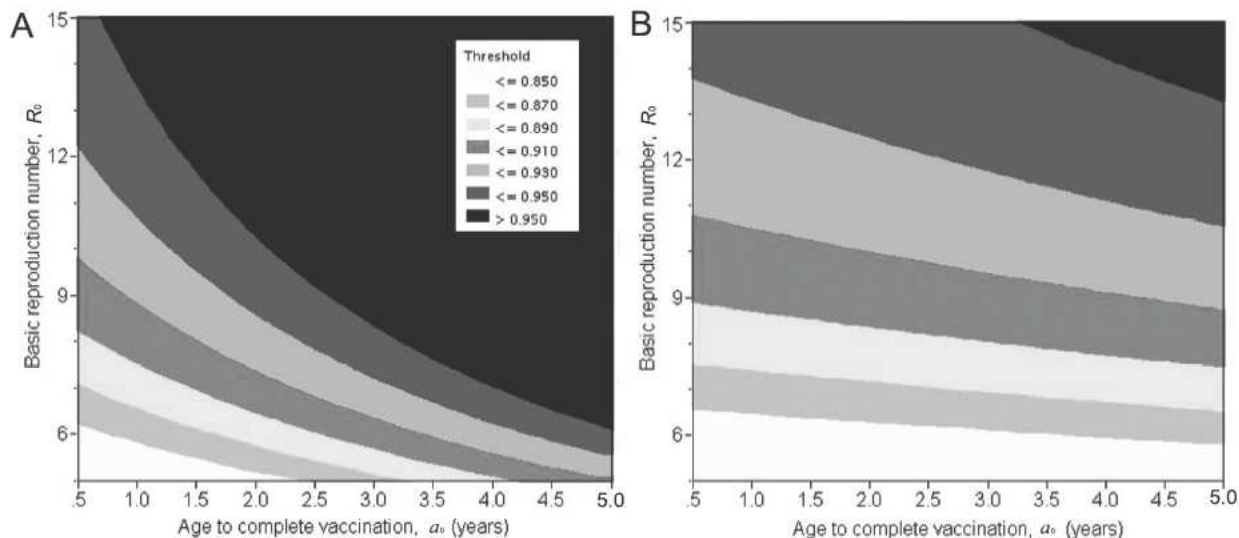 A
15
12
9
6
Basic reproduction number, R₀
Threshold
<= 0.850
<= 0.870
<= 0.890
<= 0.910
<= 0.930
<= 0.950
> 0.950
.5 1.0 1.5 2.0 2.5 3.0 3.5 4.0 4.5 5.0
Age to complete vaccination, a₀ (years)
B
15
12
9
6
Basic reproduction number, R₀
.5 1.0 1.5 2.0 2.5 3.0 3.5 4.0 4.5 5.0
Age to complete vaccination, a₀ (years)